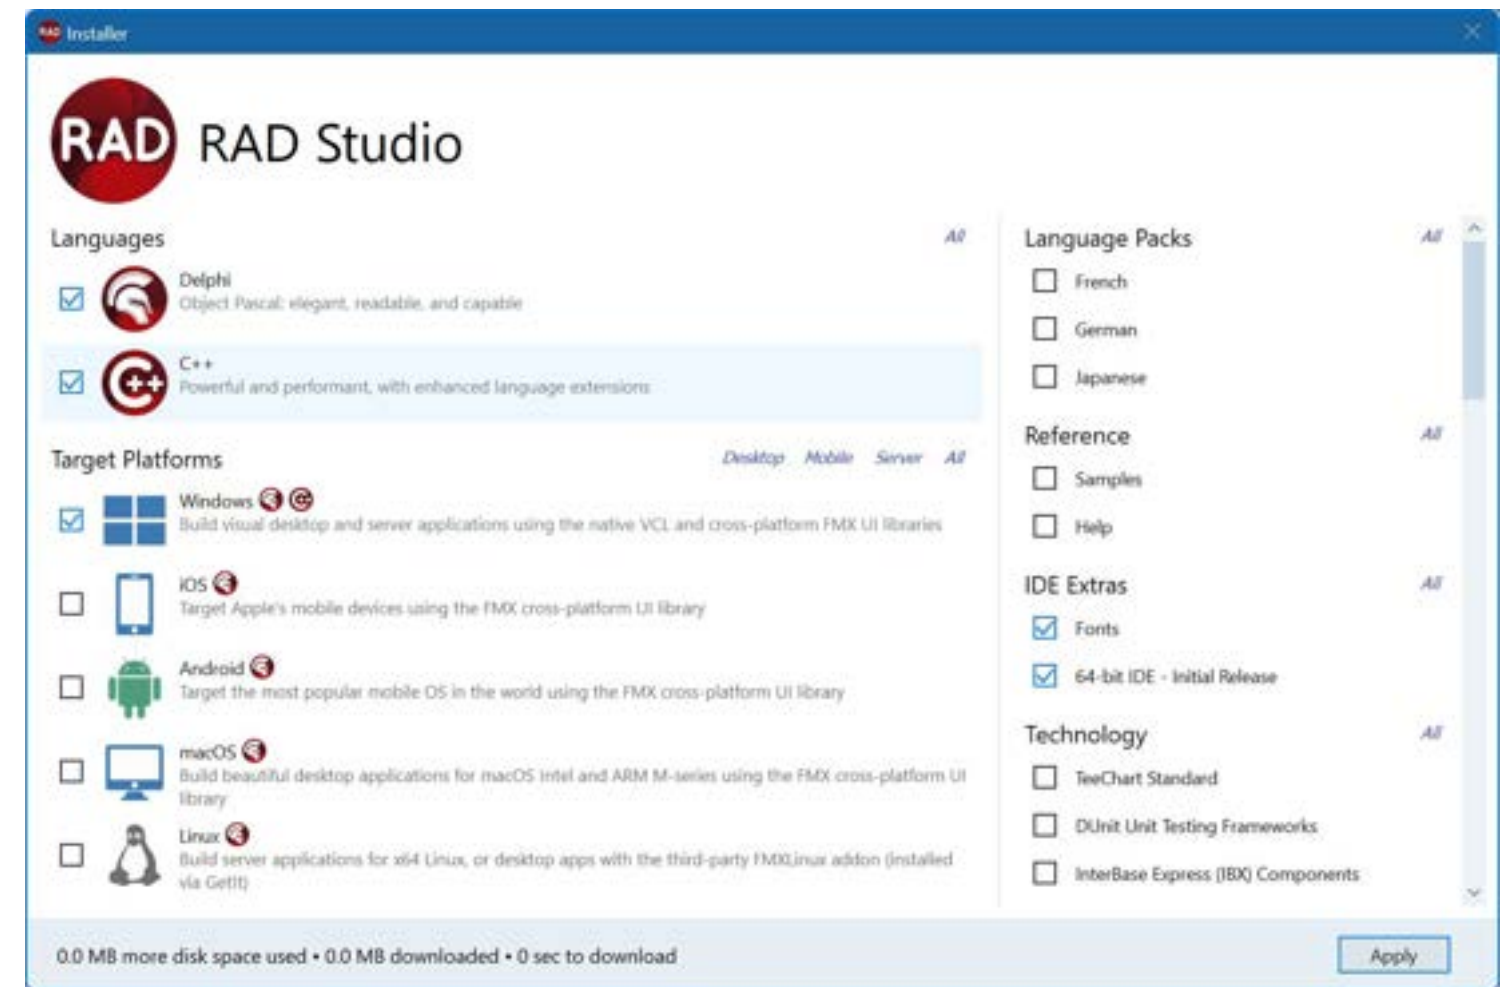 RAD Installer
RAD RAD Studio
Languages All
Delphi
Object Pascal: elegant, readable, and capable
C++
Powerful and performant, with enhanced language extensions
Target Platforms Desktop Mobile Server All
Windows
Build visual desktop and server applications using the native VCL and cross-platform FMX UI libraries
iOS
Target Apple's mobile devices using the FMX cross-platform UI library
Android
Target the most popular mobile OS in the world using the FMX cross-platform UI library
macOS
Build beautiful desktop applications for macOS Intel and ARM M-series using the FMX cross-platform UI
library
Linux
Build server applications for x64 Linux, or desktop apps with the third-party FMXLinux addon (installed
via GetIt)
Language Packs All
French
German
Japanese
Reference All
Samples
Help
IDE Extras All
Fonts
64-bit IDE - Initial Release
Technology All
TeeChart Standard
DUnit Unit Testing Frameworks
InterBase Express (IBX) Components
0.0 MB more disk space used • 0.0 MB downloaded • 0 sec to download
Apply